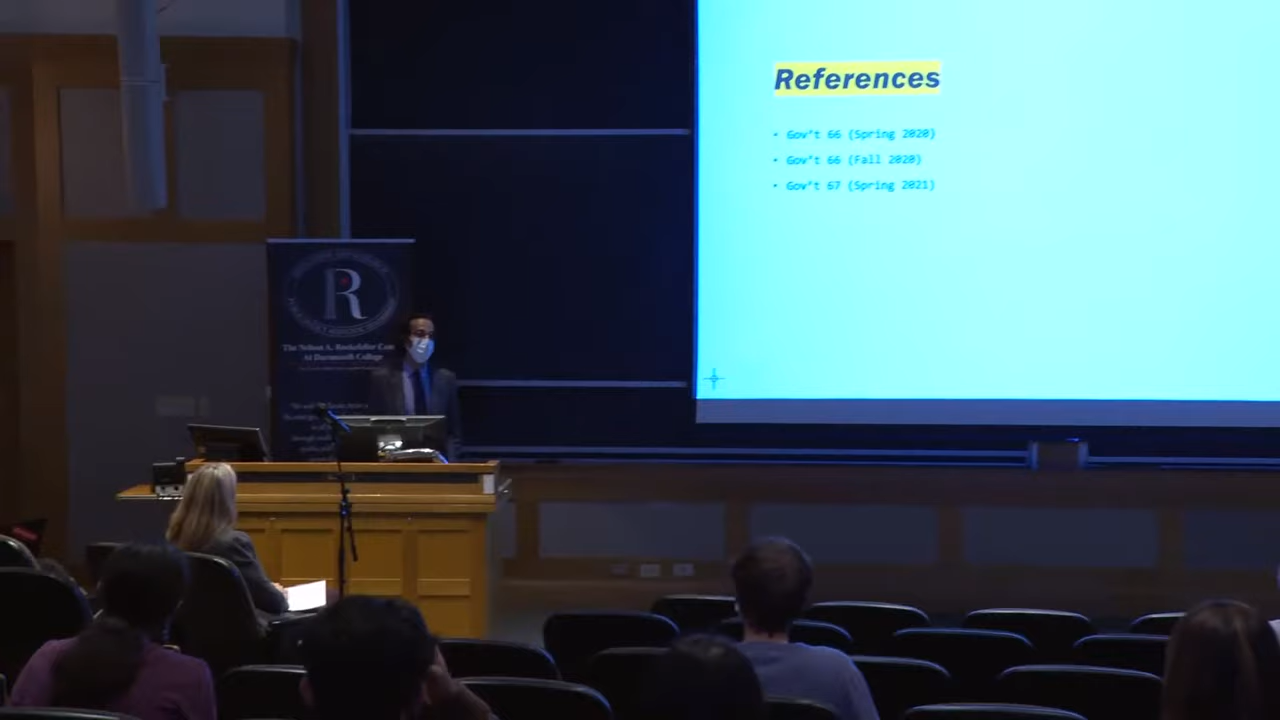 References
• Gov't 66 (Spring 2020)
• Gov't 66 (Fall 2020)
• Gov't 67 (Spring 2021)
R
The Nelson A. Rockefeller Cen
At Dartmouth College